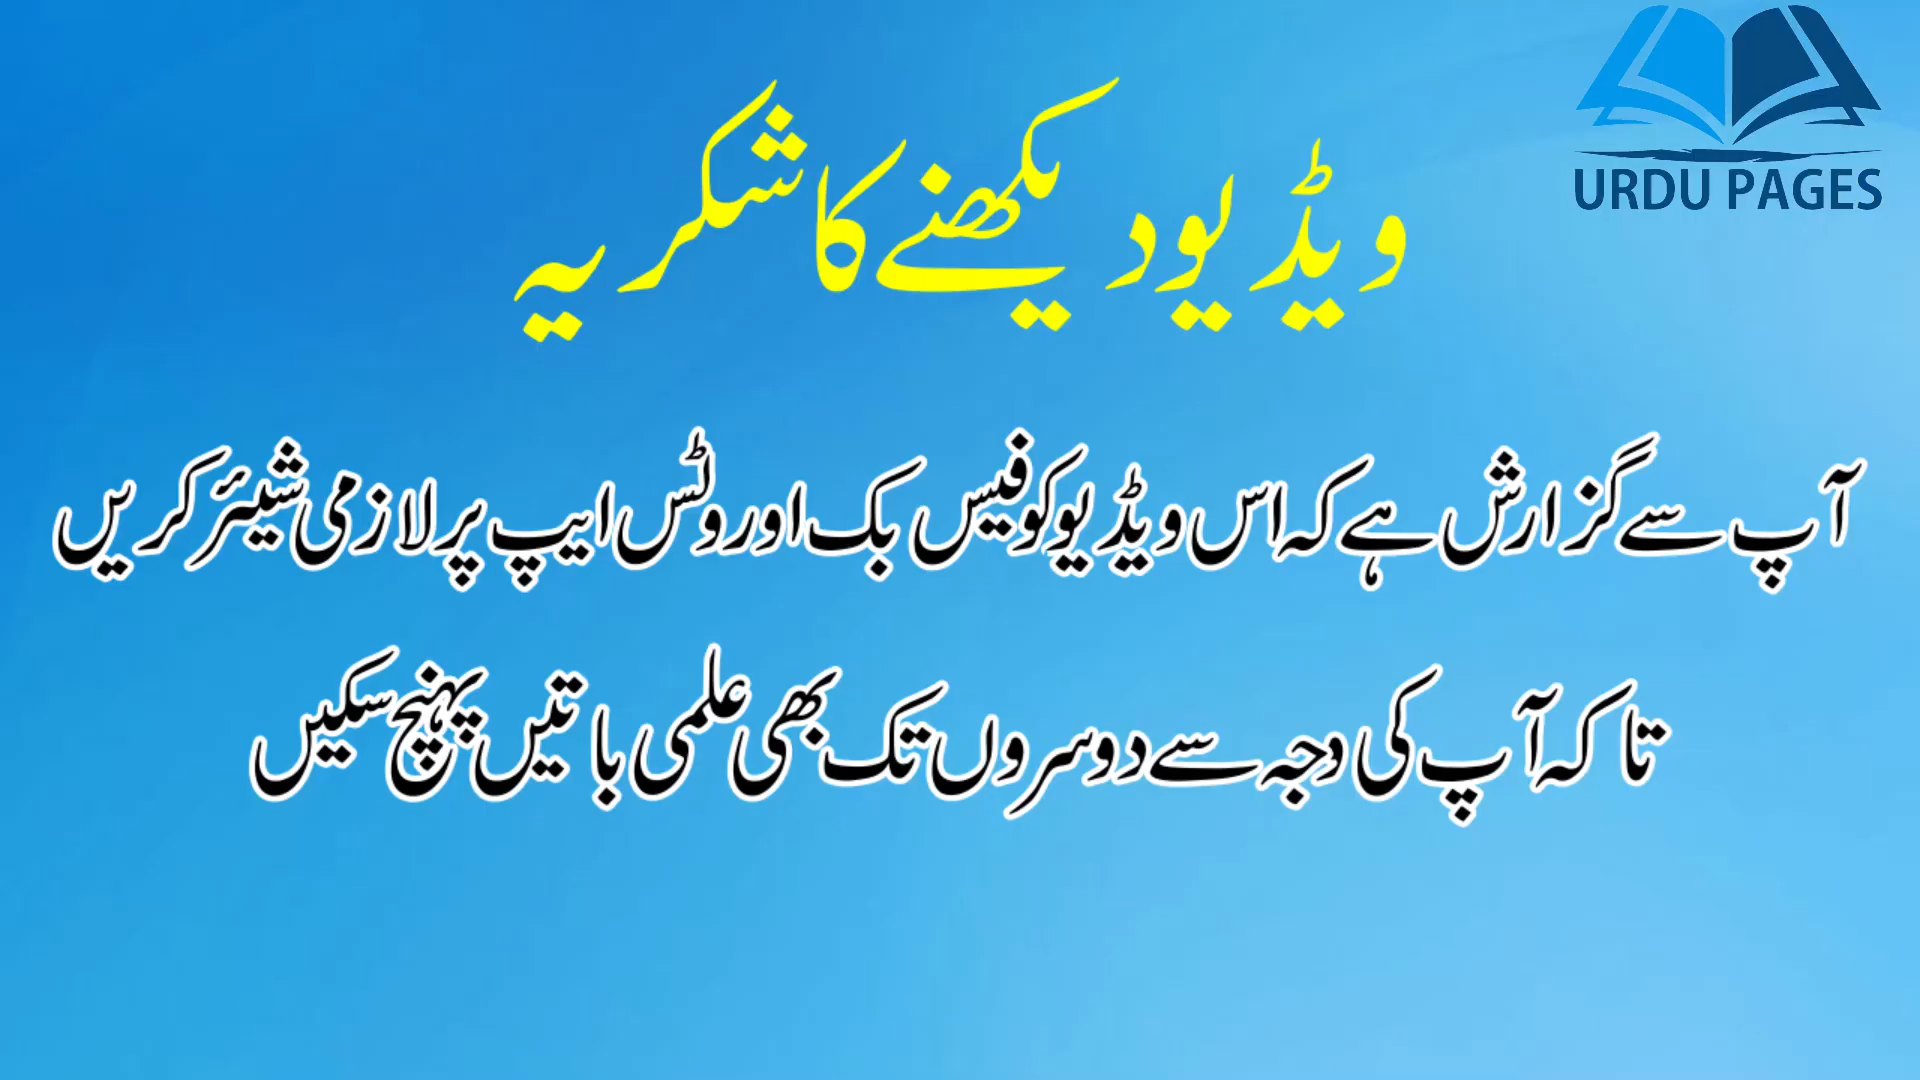 URDU PAGES
ویڈیو دیکھنے کا شکریہ
آپ سے گزارش ہے کہ اس ویڈیو کو فیس بک اور وٹس ایپ پر لازمی شیئر کریں
تاکہ آپ کی وجہ سے دوسروں تک بھی علمی باتیں پہنچ سکیں